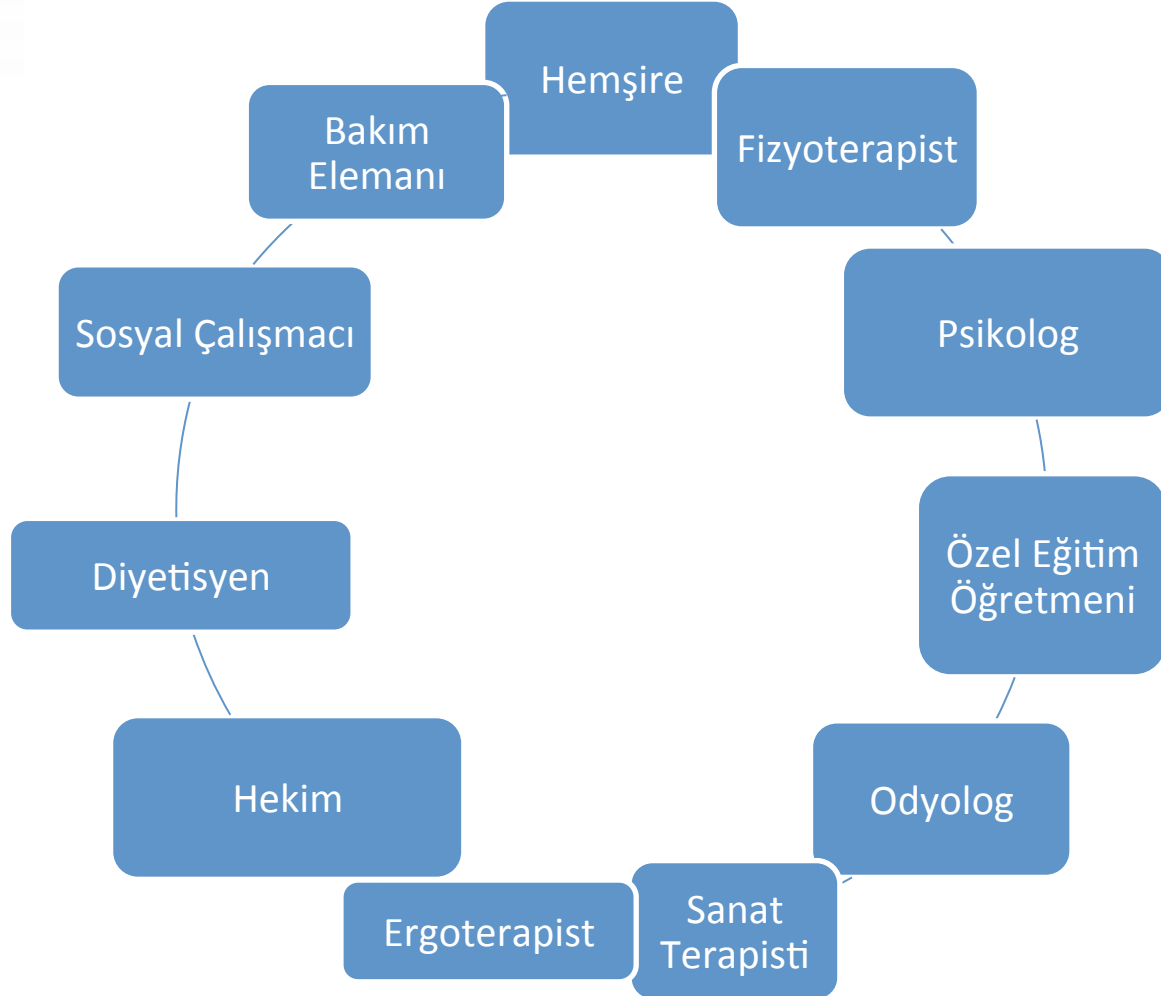 Hemşire
Fizyoterapist
Psikolog
Özel Eğitim
Öğretmeni
Odyolog
Sanat
Terapisti
Ergoterapist
Hekim
Diyetisyen
Sosyal Çalışmacı
Bakım
Elemanı